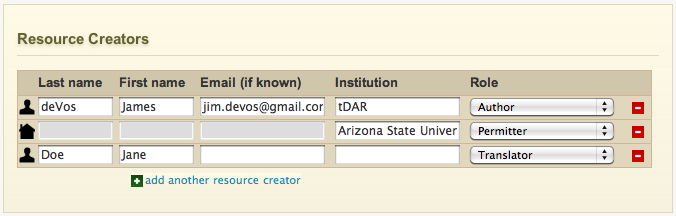 Resource Creators
Last name First name Email (if known) Institution Role
deVos James jim.devos@gmail.cor tDAR Author
Arizona State Univer Permitter
Doe Jane Translator
add another resource creator